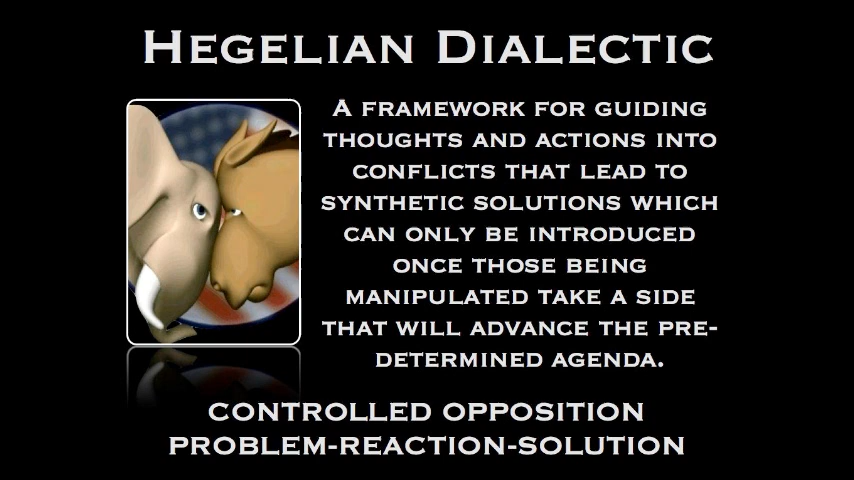 Hegelian Dialectic
A framework for guiding
thoughts and actions into
conflicts that lead to
synthetic solutions which
can only be introduced
once those being
manipulated take a side
that will advance the pre-
determined agenda.
controlled opposition
problem-reaction-solution